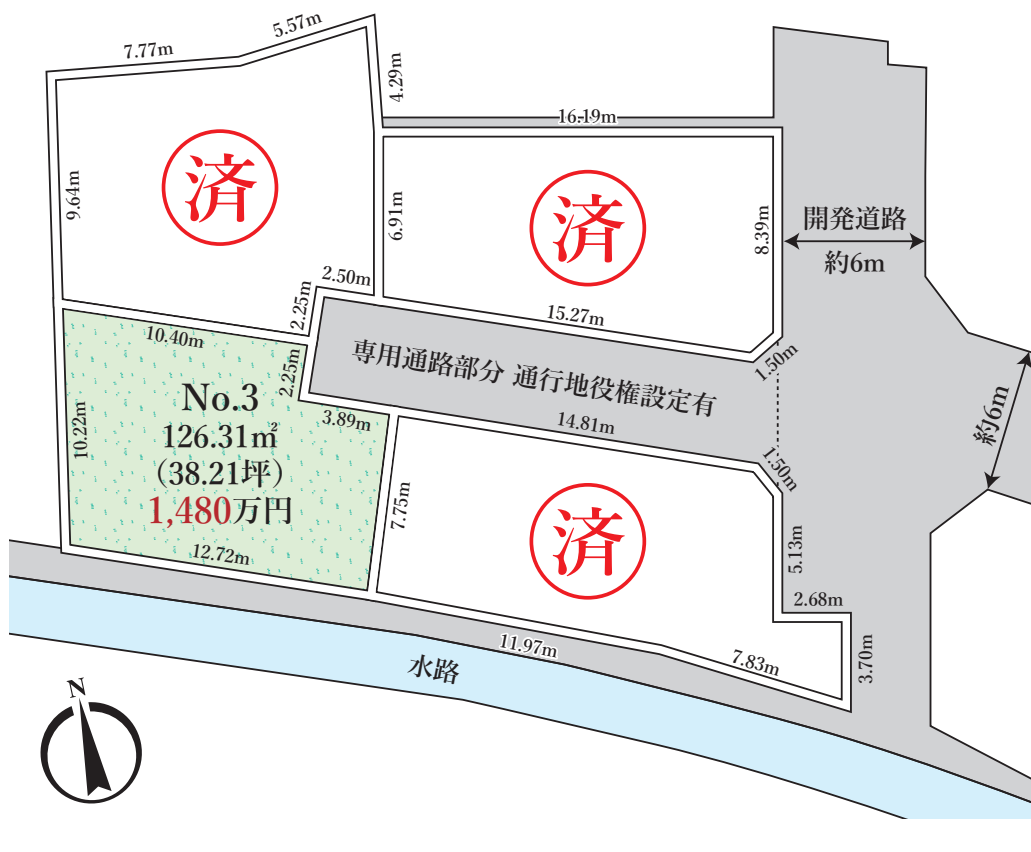 5.57m
7.77m
4.29m
16.19m
9.64m
済
6.91m
済
8.39m
開発道路
約6m
2.50m
2.25m
15.27m
10.40m
2.25m
専用通路部分 通行地役権設定有
1.50m
約6m
No.3
126.31㎡
(38.21坪)
1,480万円
10.22m
3.89m
14.81m
1.50m
7.75m
済
12.72m
5.13m
2.68m
11.97m
7.83m
3.70m
水路
N